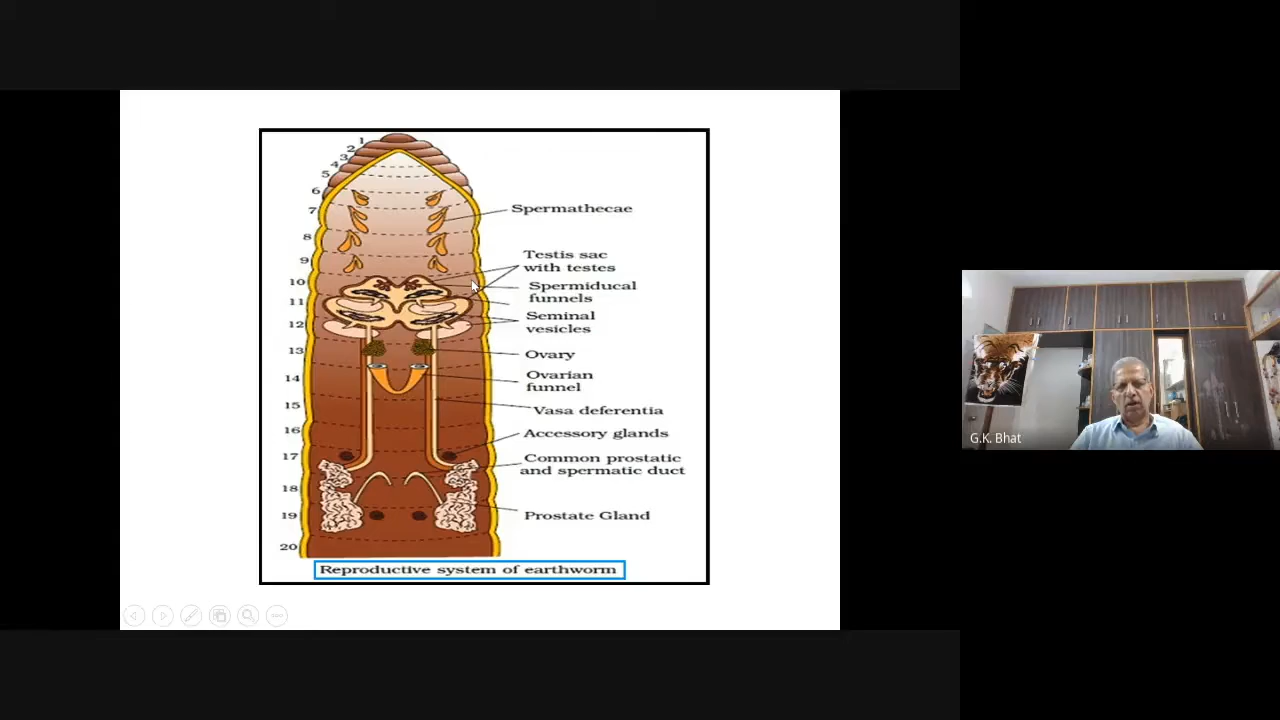 1
2
3
4
5
6
7
8
9
10
11
12
13
14
15
16
17
18
19
20
Spermathecae
Testis sac
with testes
Spermiducal
funnels
Seminal
vesicles
Ovary
Ovarian
funnel
Vasa deferentia
Accessory glands
Common prostatic
and spermatic duct
Prostate Gland
Reproductive system of earthworm
G.K. Bhat